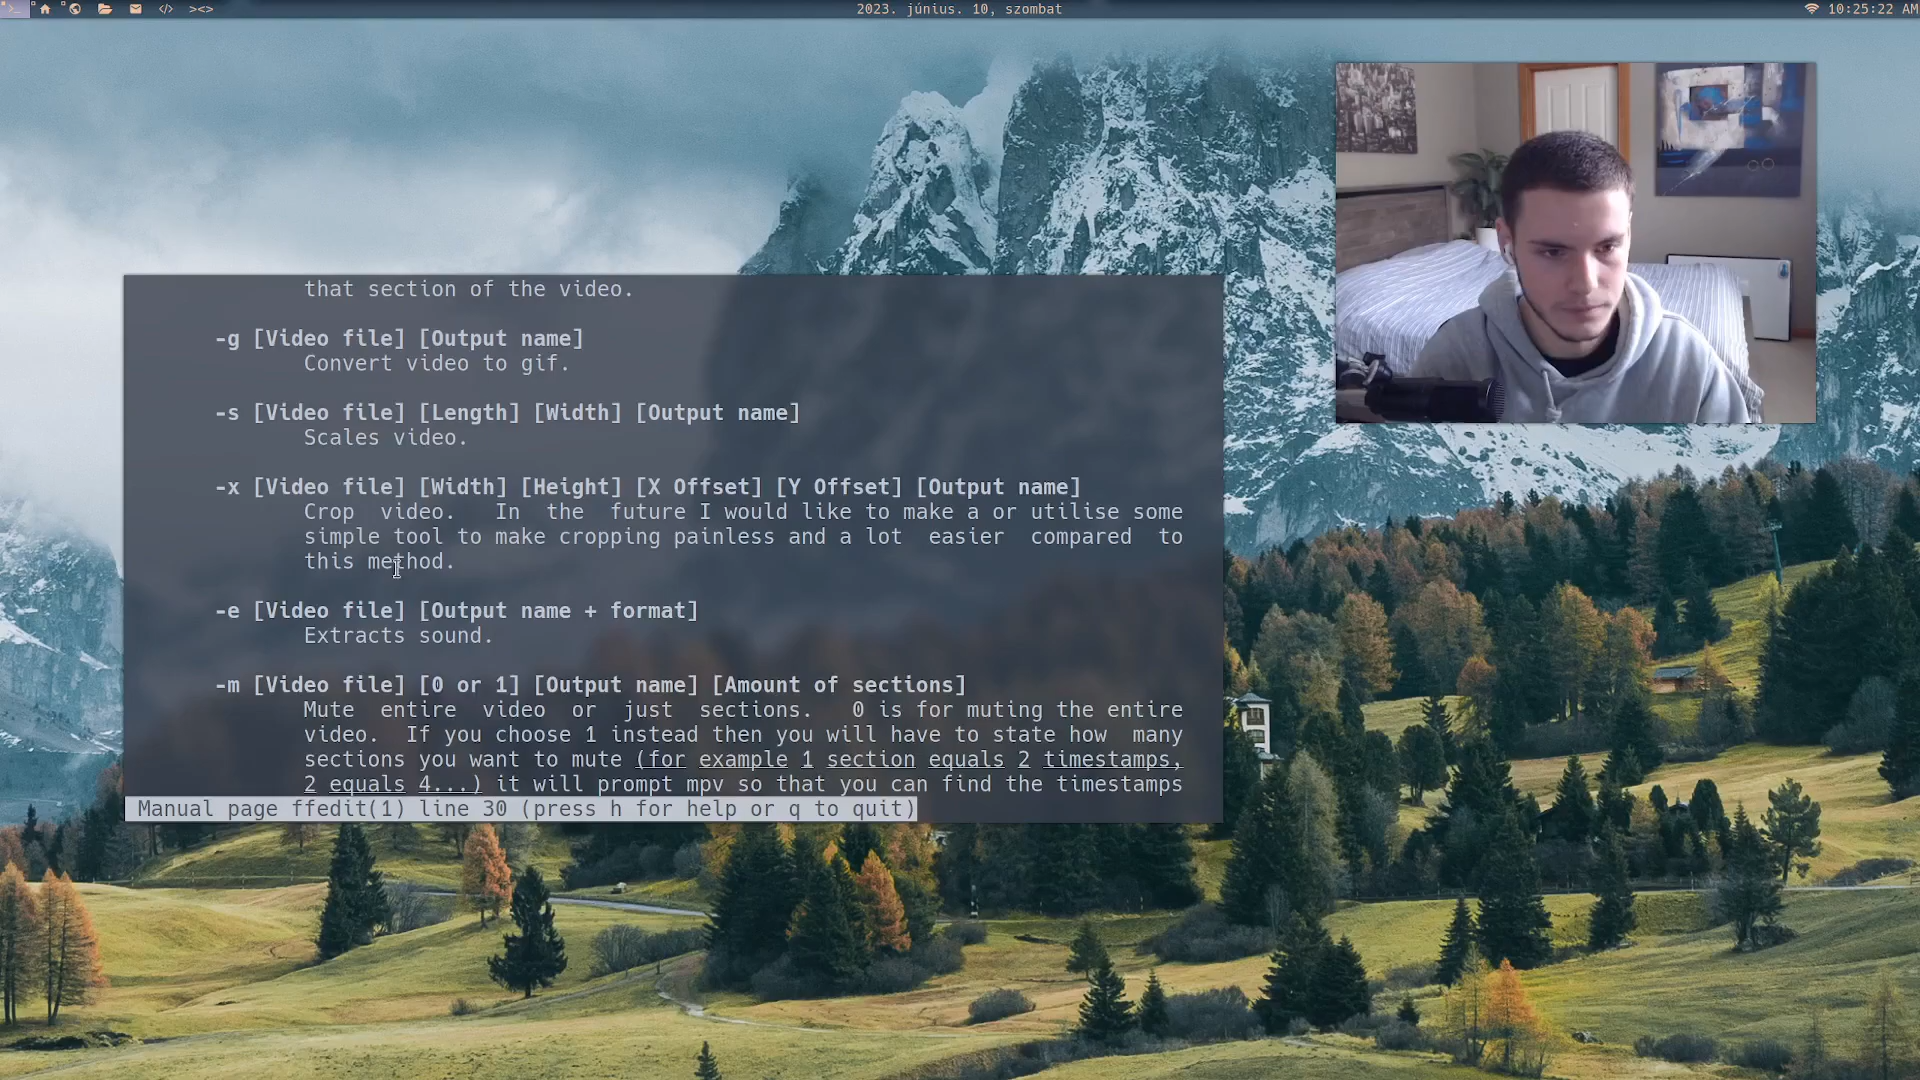 2023. június. 10, szombat
10:25:22 AM
that section of the video.
-g [Video file] [Output name]
Convert video to gif.
-s [Video file] [Length] [Width] [Output name]
Scales video.
-x [Video file] [Width] [Height] [X Offset] [Y Offset] [Output name]
Crop video. In the future I would like to make a or utilise some
simple tool to make cropping painless and a lot easier compared to
this method.
-e [Video file] [Output name + format]
Extracts sound.
-m [Video file] [0 or 1] [Output name] [Amount of sections]
Mute entire video or just sections. 0 is for muting the entire
video. If you choose 1 instead then you will have to state how many
sections you want to mute (for example 1 section equals 2 timestamps,
2 equals 4...) it will prompt mpv so that you can find the timestamps
Manual page ffedit(1) line 30 (press h for help or q to quit)